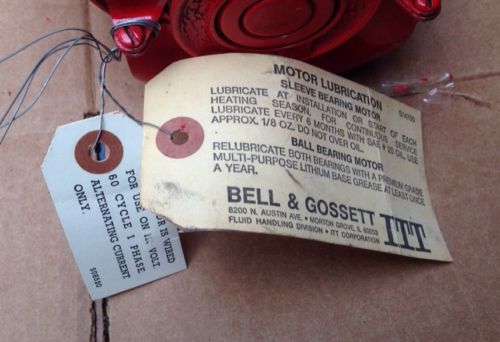 MOTOR LUBRICATION
SLEEVE BEARING MOTOR
S14700
LUBRICATE AT INSTALLATION OR START OF EACH
HEATING SEASON. FOR CONTINUOUS SERVICE
LUBRICATE EVERY 6 MONTHS WITH SAE #20 OIL. USE
APPROX. 1/8 OZ. DO NOT OVER OIL.
BALL BEARING MOTOR
RELUBRICATE BOTH BEARINGS WITH A PREMIUM GRADE
MULTI-PURPOSE LITHIUM BASE GREASE AT LEAST ONCE
A YEAR.
BELL & GOSSETT
8200 N. AUSTIN AVE. • MORTON GROVE, IL 60053
FLUID HANDLING DIVISION • ITT CORPORATION
ITT
IS WIRED
FOR USE ON VOLT
60 CYCLE 1 PHASE
ALTERNATING CURRENT
ONLY.